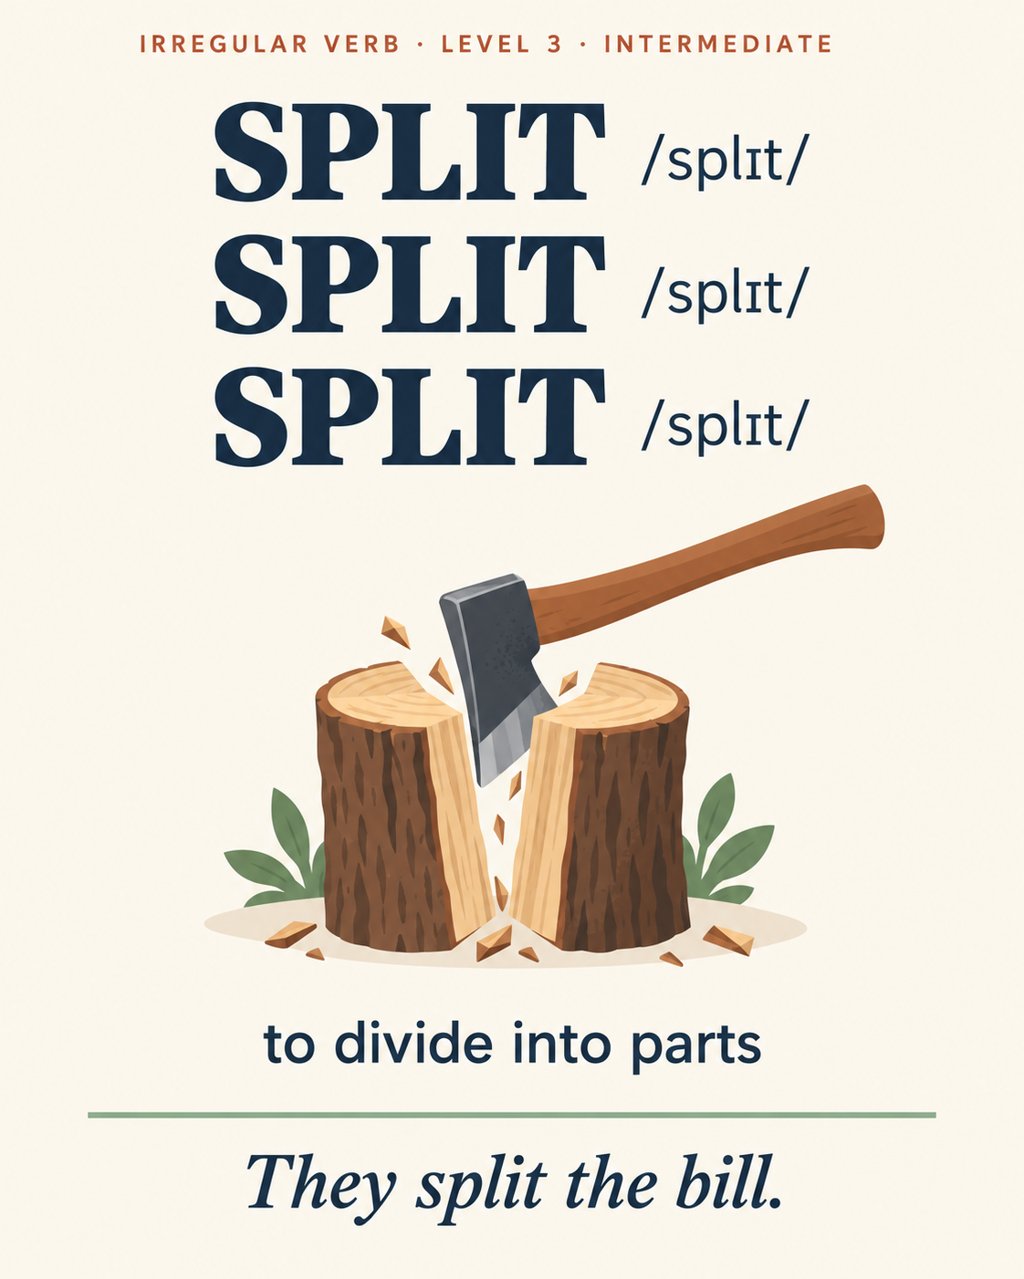 IRREGULAR VERB · LEVEL 3 · INTERMEDIATE
SPLIT /splɪt/
SPLIT /splɪt/
SPLIT /splɪt/
to divide into parts
They split the bill.